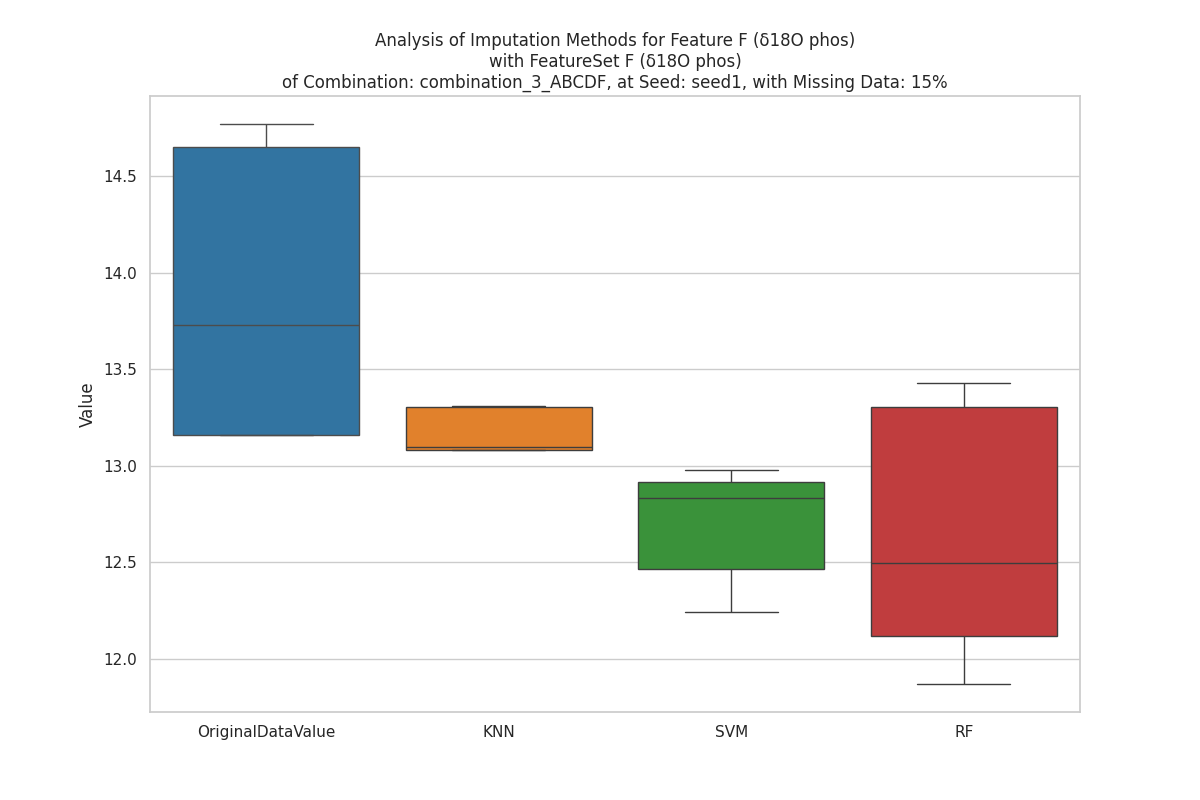 Analysis of Imputation Methods for Feature F (δ18O phos)
with FeatureSet F (δ18O phos)
of Combination: combination_3_ABCDF, at Seed: seed1, with Missing Data: 15%
Value
14.5
14.0
13.5
13.0
12.5
12.0
OriginalDataValue
KNN
SVM
RF